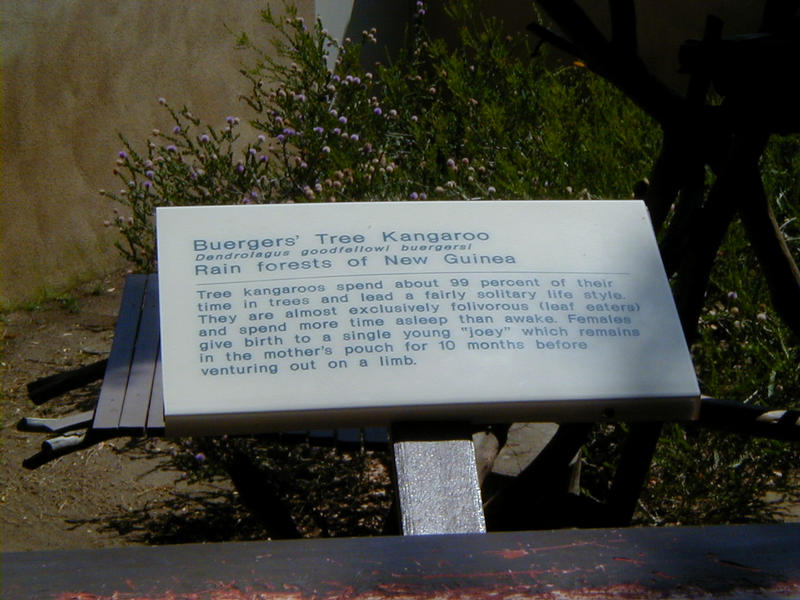 Buergers' Tree Kangaroo
Dendrolagus goodfellowi buergersi
Rain forests of New Guinea
Tree kangaroos spend about 99 percent of their
time in trees and lead a fairly solitary life style.
They are almost exclusively folivorous (leaf eaters)
and spend more time asleep than awake. Females
give birth to a single young "joey" which remains
in the mother's pouch for 10 months before
venturing out on a limb.